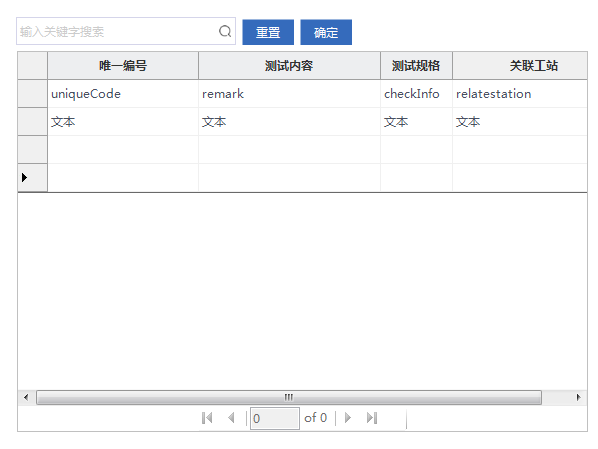 输入关键字搜索 重置 确定
唯一编号 测试内容 测试规格 关联工站
uniqueCode remark checkInfo relatestation
文本 文本 文本 文本
0 of 0